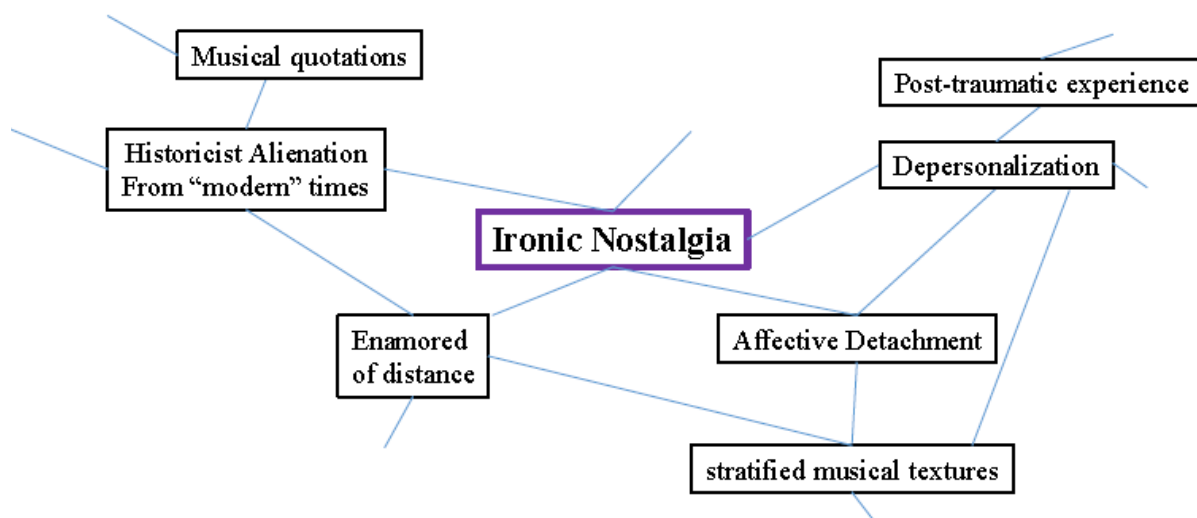 Musical quotations
Post-traumatic experience
Historicist Alienation
From “modern” times
Depersonalization
Ironic Nostalgia
Enamored
of distance
Affective Detachment
stratified musical textures